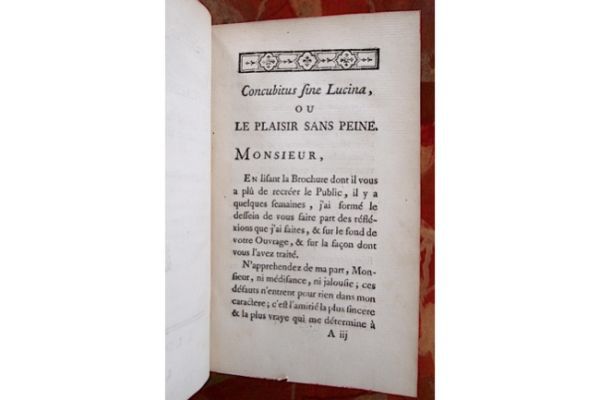 Concubitus sine Lucina,
OU
LE PLAISIR SANS PEINE.
MONSIEUR,
EN lisant la Brochure dont il vous
a plû de recréer le Public, il y a
quelques semaines, j'ai formé le
dessein de vous faire part des réflé-
xions que j'ai faites, & sur le fond de
votre Ouvrage, & sur la façon dont
vous l'avez traité.
N'apprehendez de ma part, Mon-
sieur, ni médisance, ni jalousie; ces
défauts n'entrent pour rien dans mon
caractere; c'est l'amitié la plus sincere
& la plus vraye qui me détermine à
A iij